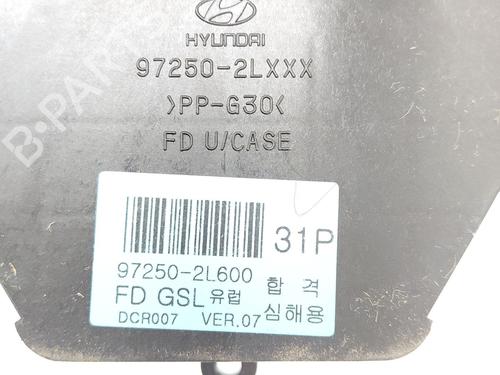 HYUNDAI
97250-2LXXX
>PP-G30<
FD U/CASE
31P
97250-2L600 합 격
FD GSL 유럽 심해용
DCR007 VER.07
B-PARTS